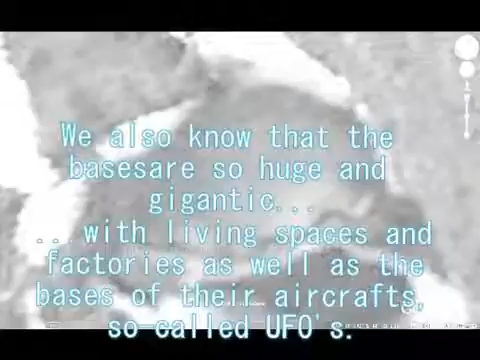 We also know that the
basesare so huge and
gigantic...
...with living spaces and
factories as well as the
bases of their aircrafts,
so-called UFO's.